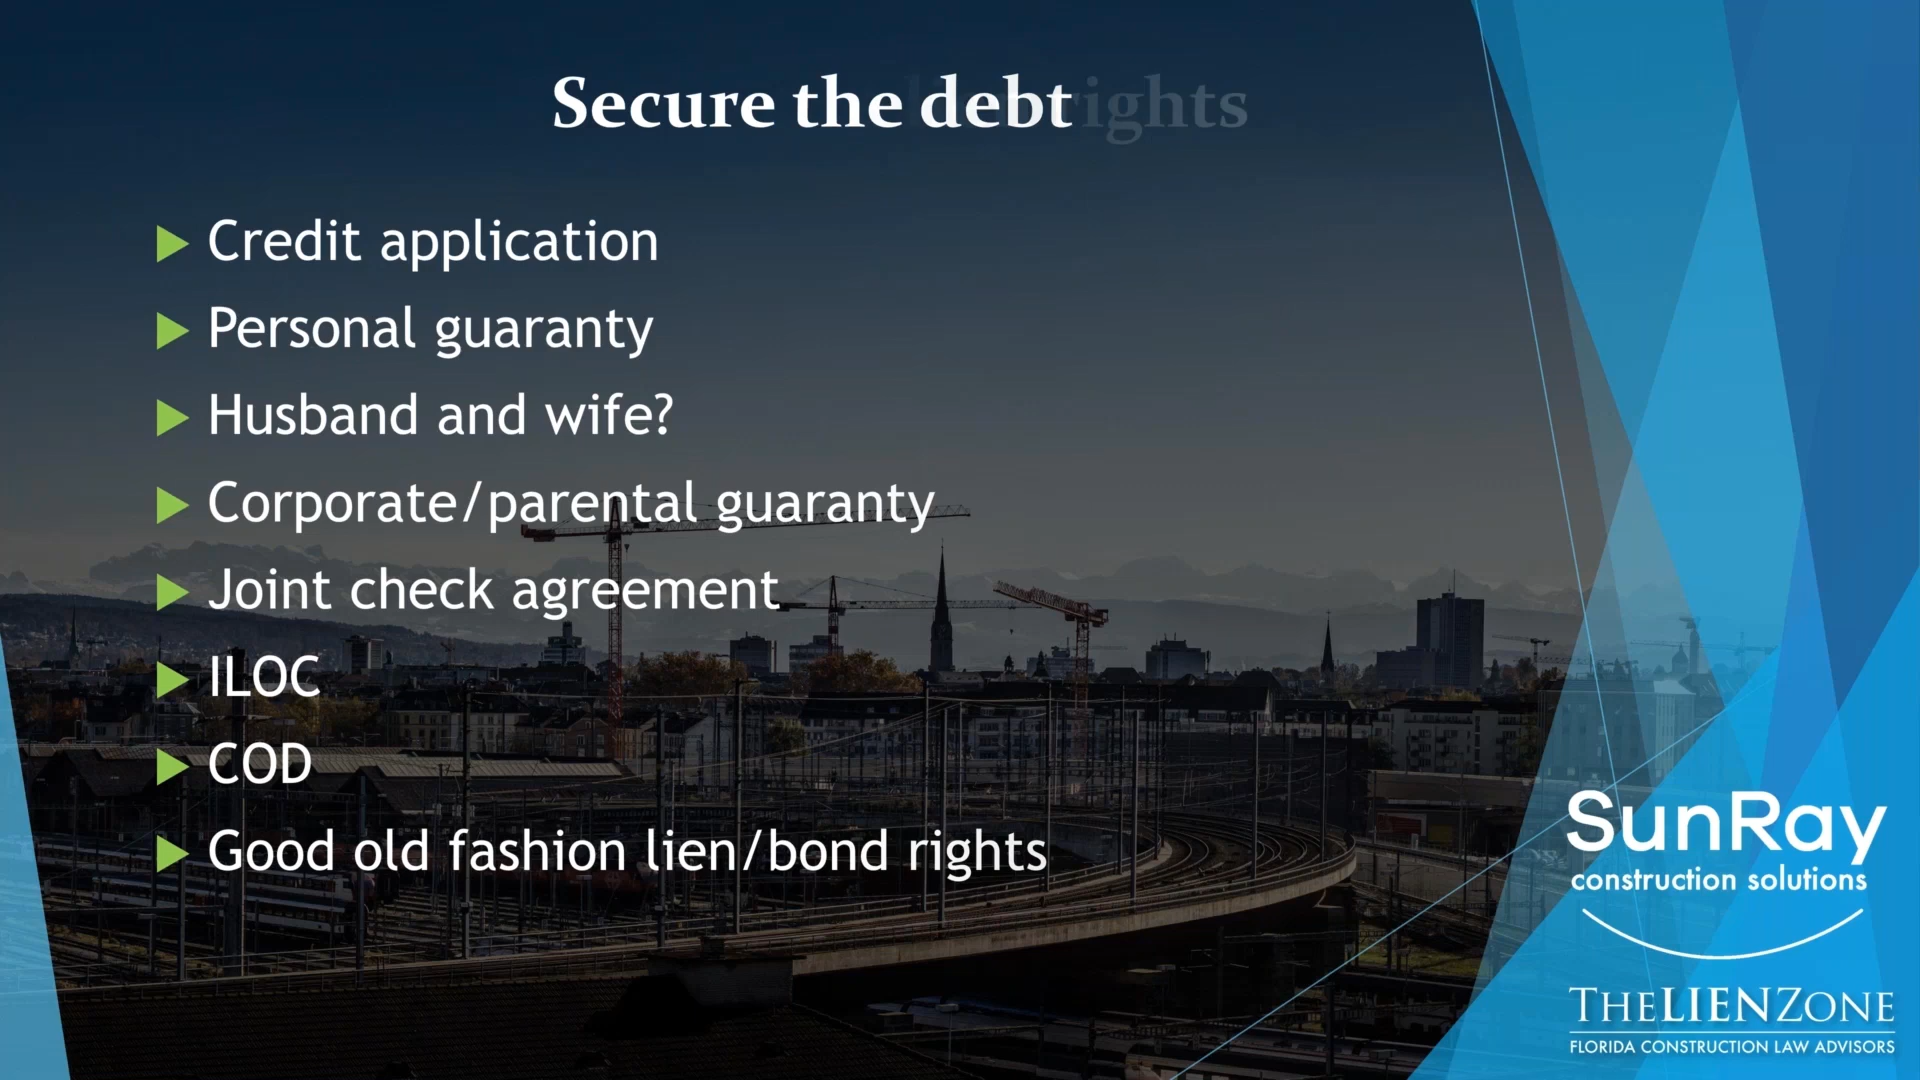 Secure the debt rights
Credit application
Personal guaranty
Husband and wife?
Corporate/parental guaranty
Joint check agreement
ILOC
COD
Good old fashion lien/bond rights
SunRay
construction solutions
THELIENZONE
FLORIDA CONSTRUCTION LAW ADVISORS